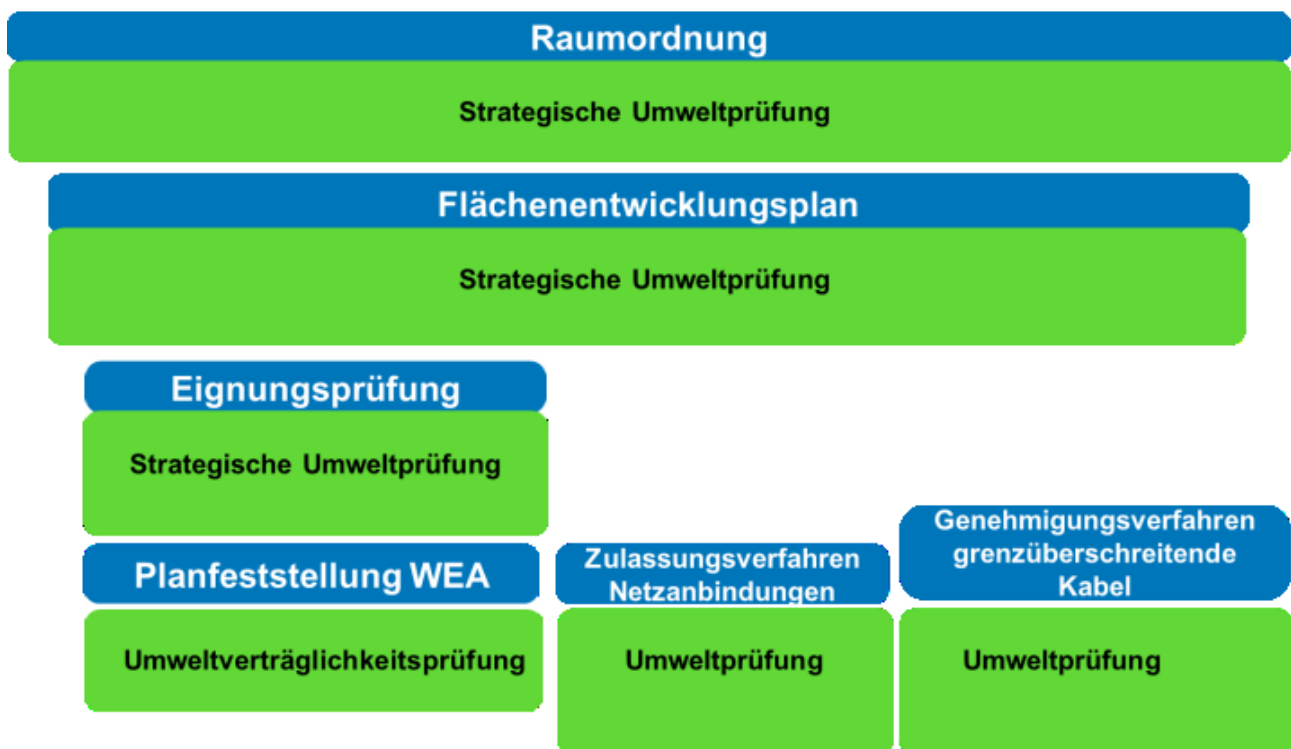 Raumordnung
Strategische Umweltprüfung
Flächenentwicklungsplan
Strategische Umweltprüfung
Eignungsprüfung
Strategische Umweltprüfung
Planfeststellung WEA
Umweltverträglichkeitsprüfung
Zulassungsverfahren
Netzanbindungen
Umweltprüfung
Genehmigungsverfahren
grenzüberschreitende
Kabel
Umweltprüfung